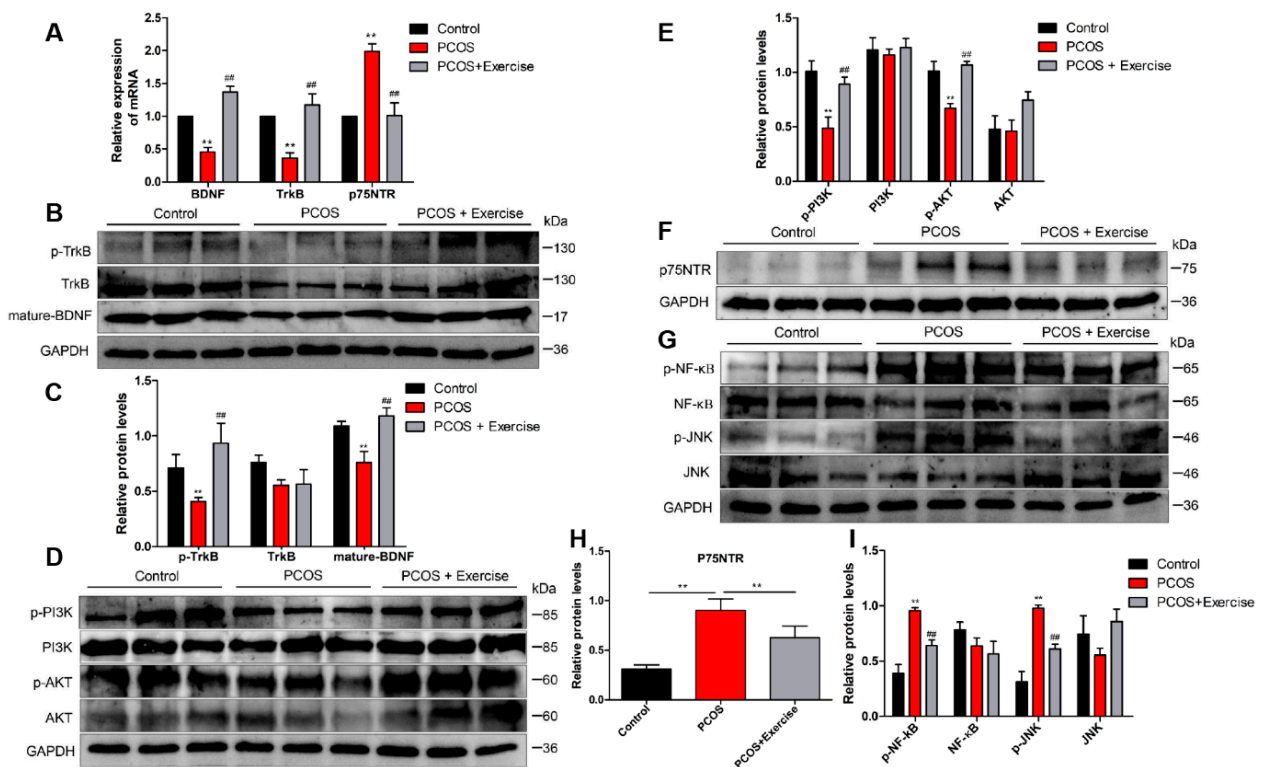 A
Relative expression
of mRNA
2.5
2.0
1.5
1.0
0.5
0.0
**
##
**
##
**
##
BDNF
TrkB
p75NTR
Control
PCOS
PCOS+Exercise
B
Control
PCOS
PCOS + Exercise
kDa
p-TrkB
130
TrkB
130
mature-BDNF
17
GAPDH
36
C
Relative protein levels
1.5
1.0
0.5
0.0
**
##
**
##
p-TrkB
TrkB
mature-BDNF
Control
PCOS
PCOS + Exercise
D
Control
PCOS
PCOS + Exercise
kDa
p-PI3K
85
PI3K
85
p-AKT
60
AKT
60
GAPDH
36
E
Relative protein levels
1.5
1.0
0.5
0.0
**
##
**
##
p-PI3K
PI3K
p-AKT
AKT
Control
PCOS
PCOS + Exercise
F
Control
PCOS
PCOS + Exercise
kDa
p75NTR
75
GAPDH
36
G
Control
PCOS
PCOS + Exercise
kDa
p-NF-κB
65
NF-κB
65
p-JNK
46
JNK
46
GAPDH
36
H
P75NTR
Relative protein levels
1.5
1.0
0.5
0.0
**
**
Control
PCOS
PCOS+Exercise
I
Relative protein levels
1.5
1.0
0.5
0.0
**
##
**
##
p-NF-kB
NF-κB
p-JNK
JNK
Control
PCOS
PCOS+Exercise